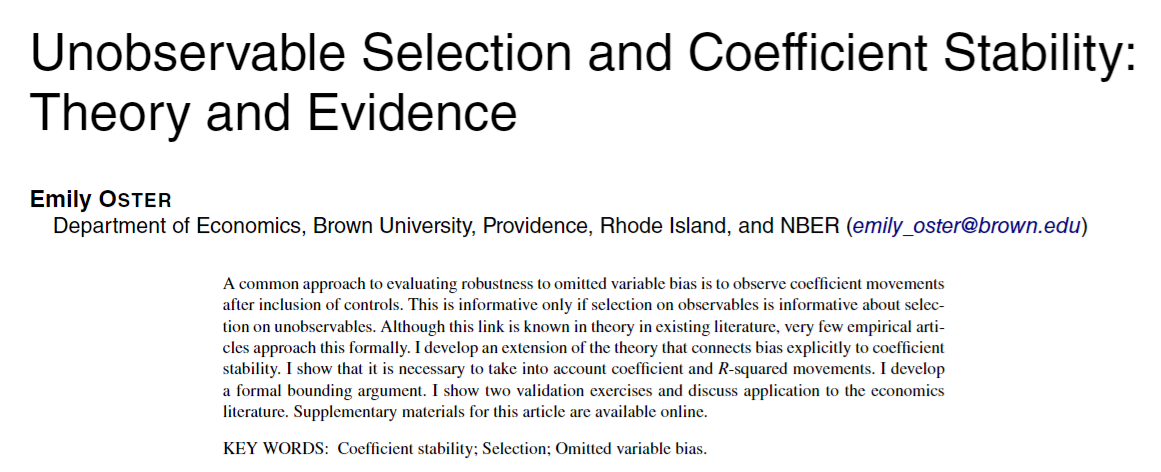 Unobservable Selection and Coefficient Stability:
Theory and Evidence
Emily OSTER
Department of Economics, Brown University, Providence, Rhode Island, and NBER (emily_oster@brown.edu)
A common approach to evaluating robustness to omitted variable bias is to observe coefficient movements
after inclusion of controls. This is informative only if selection on observables is informative about selec-
tion on unobservables. Although this link is known in theory in existing literature, very few empirical arti-
cles approach this formally. I develop an extension of the theory that connects bias explicitly to coefficient
stability. I show that it is necessary to take into account coefficient and R-squared movements. I develop
a formal bounding argument. I show two validation exercises and discuss application to the economics
literature. Supplementary materials for this article are available online.
KEY WORDS: Coefficient stability; Selection; Omitted variable bias.